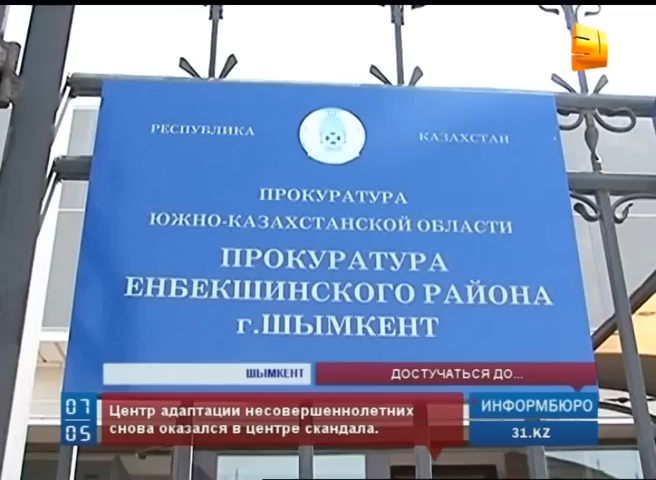 РЕСПУБЛИКА КАЗАХСТАН
ПРОКУРАТУРА
ЮЖНО-КАЗАХСТАНСКОЙ ОБЛАСТИ
ПРОКУРАТУРА
ЕНБЕКШИНСКОГО РАЙОНА
г.ШЫМКЕНТ
ШЫМКЕНТ ДОСТУЧАТЬСЯ ДО...
07
05
Центр адаптации несовершеннолетних
снова оказался в центре скандала.
ИНФОРМБЮРО
31.KZ